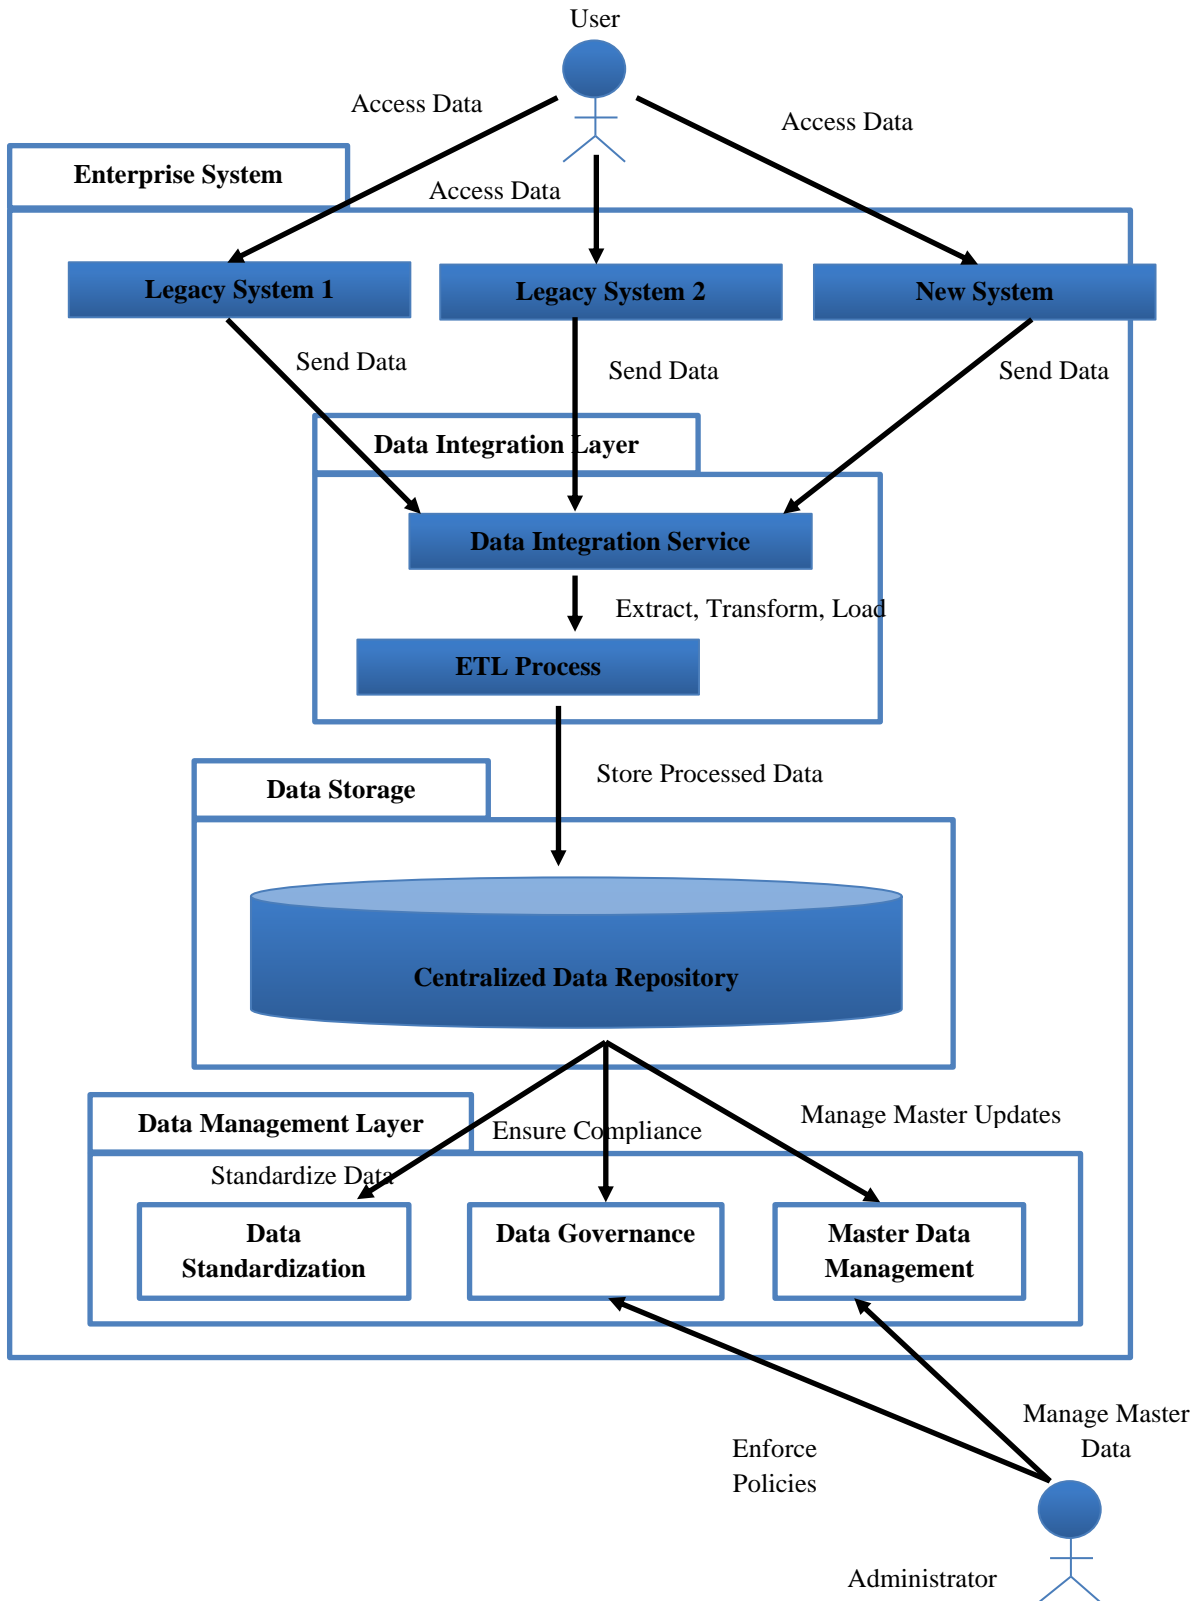 User
Access Data
Access Data
Enterprise System
Access Data
Legacy System 1
Legacy System 2
New System
Send Data
Send Data
Send Data
Data Integration Layer
Data Integration Service
Extract, Transform, Load
ETL Process
Store Processed Data
Data Storage
Centralized Data Repository
Manage Master Updates
Data Management Layer
Ensure Compliance
Standardize Data
Data
Standardization
Data Governance
Master Data
Management
Manage Master
Data
Enforce
Policies
Administrator